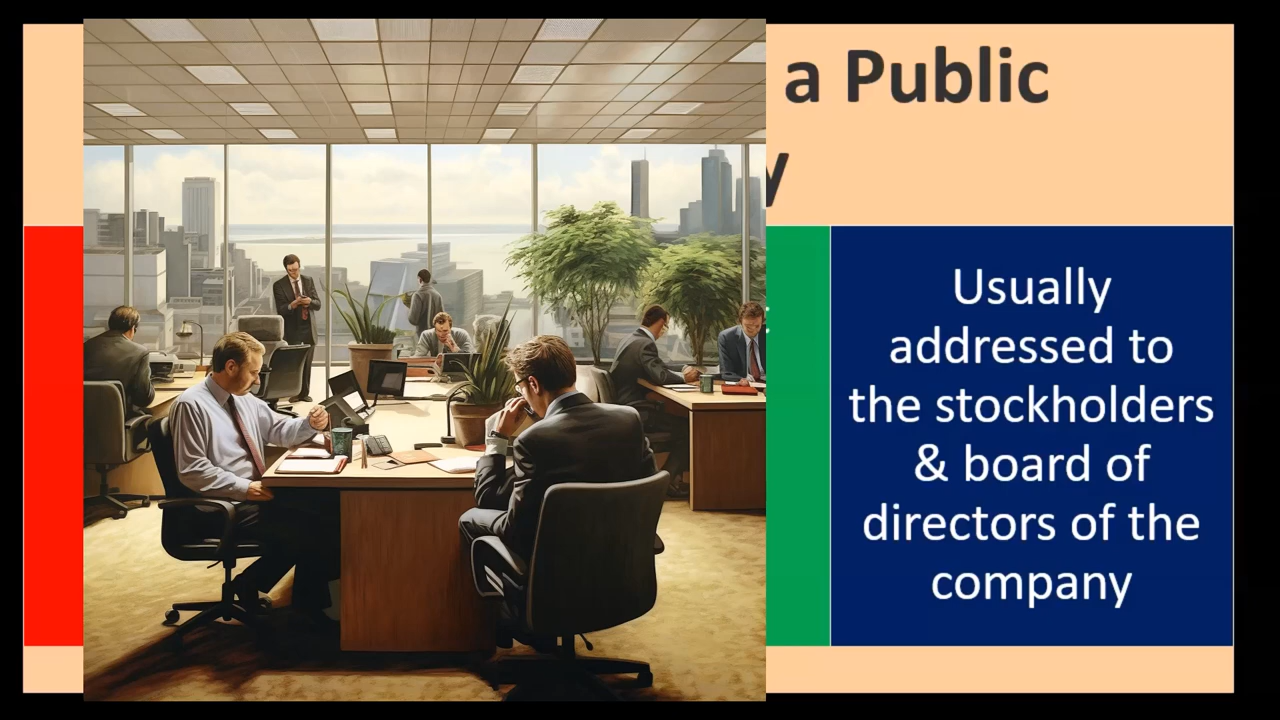 a Public
y
Usually
addressed to
the stockholders
& board of
directors of the
company